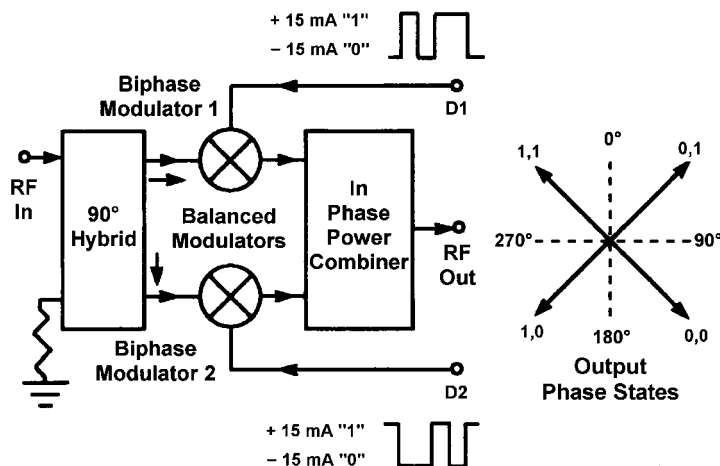 + 15 mA "1"
– 15 mA "0"
Biphase
Modulator 1
D1
RF
In
90°
Hybrid
Balanced
Modulators
In
Phase
Power
Combiner
RF
Out
Biphase
Modulator 2
D2
+ 15 mA "1"
– 15 mA "0"
0°
1,1
0,1
270°
90°
1,0
180°
0,0
Output
Phase States